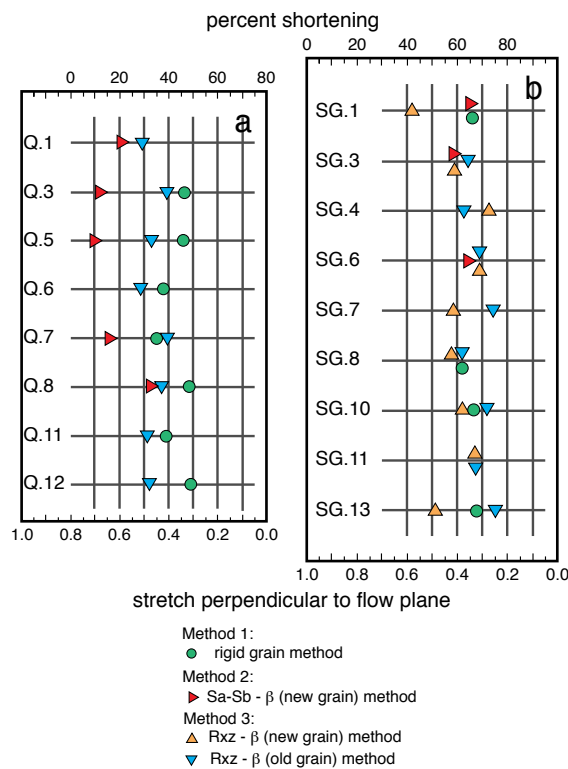 percent shortening
0 20 40 60 80
0 20 40 60 80
a
b
Q.1
Q.3
Q.5
Q.6
Q.7
Q.8
Q.11
Q.12
SG.1
SG.3
SG.4
SG.6
SG.7
SG.8
SG.10
SG.11
SG.13
1.0 0.8 0.6 0.4 0.2 0.0
1.0 0.8 0.6 0.4 0.2 0.0
stretch perpendicular to flow plane
Method 1:
rigid grain method
Method 2:
Sa-Sb - β (new grain) method
Method 3:
Rxz - β (new grain) method
Rxz - β (old grain) method